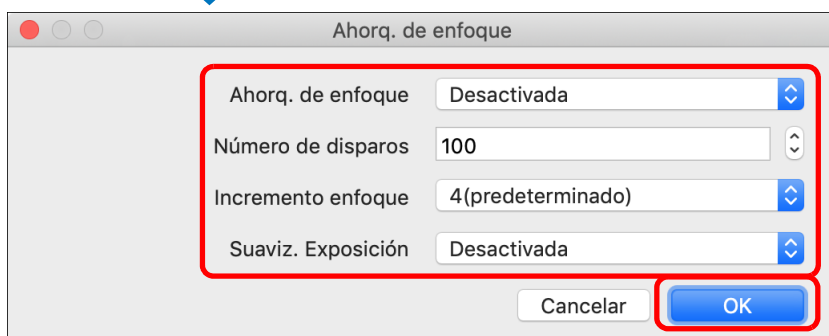 Ahorq. de enfoque
Ahorq. de enfoque Desactivada
Número de disparos 100
Incremento enfoque 4(predeterminado)
Suaviz. Exposición Desactivada
Cancelar OK